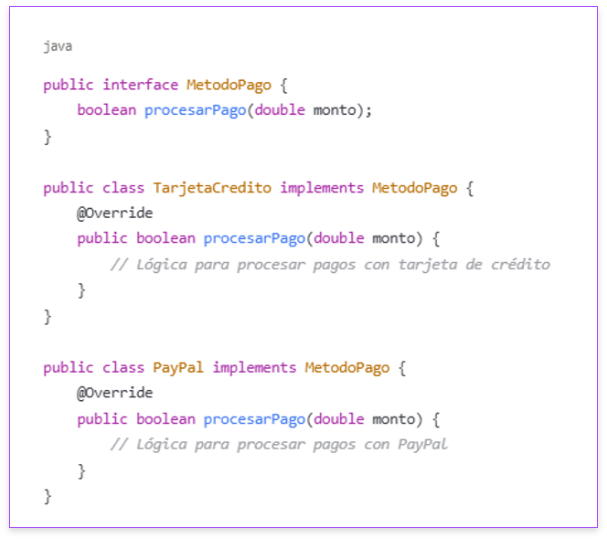 java
public interface MetodoPago {
    boolean procesarPago(double monto);
}
public class TarjetaCredito implements MetodoPago {
    @Override
    public boolean procesarPago(double monto) {
        // Lógica para procesar pagos con tarjeta de crédito
    }
}
public class PayPal implements MetodoPago {
    @Override
    public boolean procesarPago(double monto) {
        // Lógica para procesar pagos con PayPal
    }
}